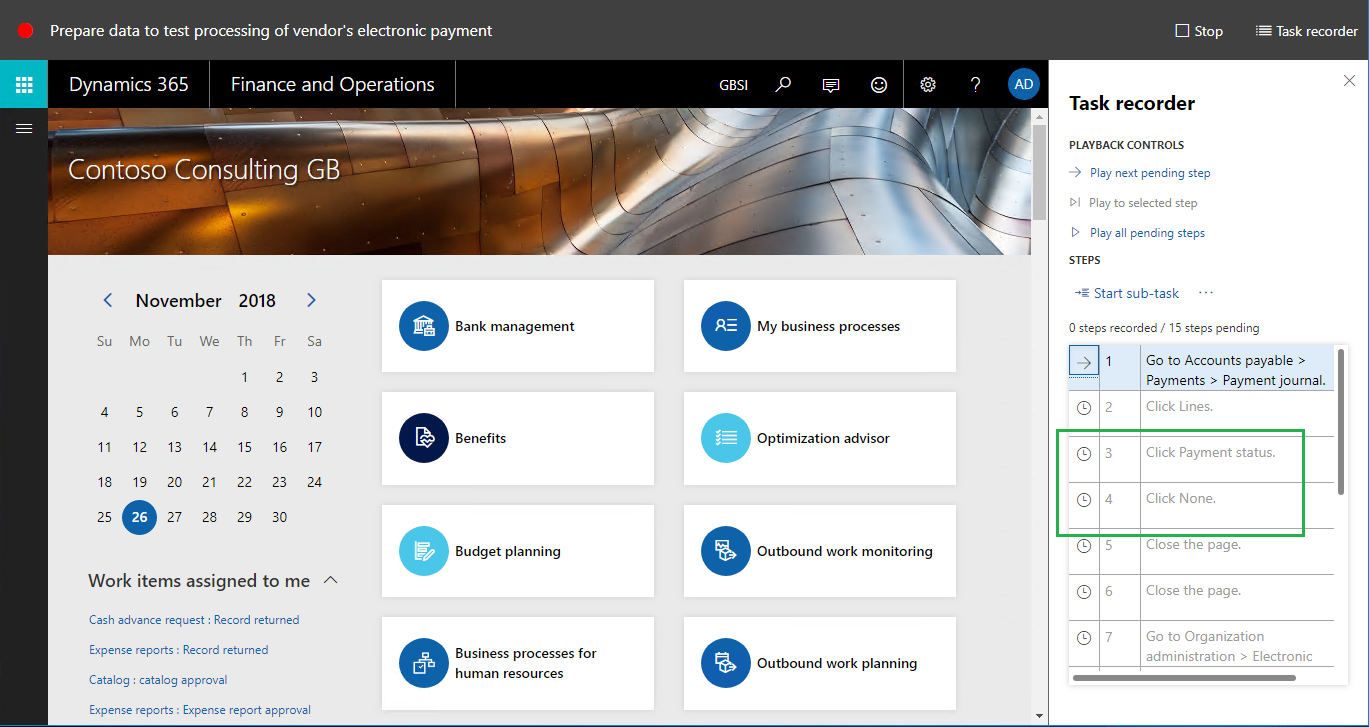 Prepare data to test processing of vendor's electronic payment
Stop
Task recorder
Dynamics 365
Finance and Operations
GBSI
?
AD
Contoso Consulting GB
November 2018
Su Mo Tu We Th Fr Sa
1 2 3
4 5 6 7 8 9 10
11 12 13 14 15 16 17
18 19 20 21 22 23 24
25 26 27 28 29 30
Work items assigned to me
Cash advance request : Record returned
Expense reports : Record returned
Catalog : catalog approval
Expense reports : Expense report approval
Bank management
My business processes
Benefits
Optimization advisor
Budget planning
Outbound work monitoring
Business processes for
human resources
Outbound work planning
Task recorder
PLAYBACK CONTROLS
Play next pending step
Play to selected step
Play all pending steps
STEPS
Start sub-task ···
0 steps recorded / 15 steps pending
1 Go to Accounts payable >
Payments > Payment journal.
2 Click Lines.
3 Click Payment status.
4 Click None.
5 Close the page.
6 Close the page.
7 Go to Organization
administration > Electronic